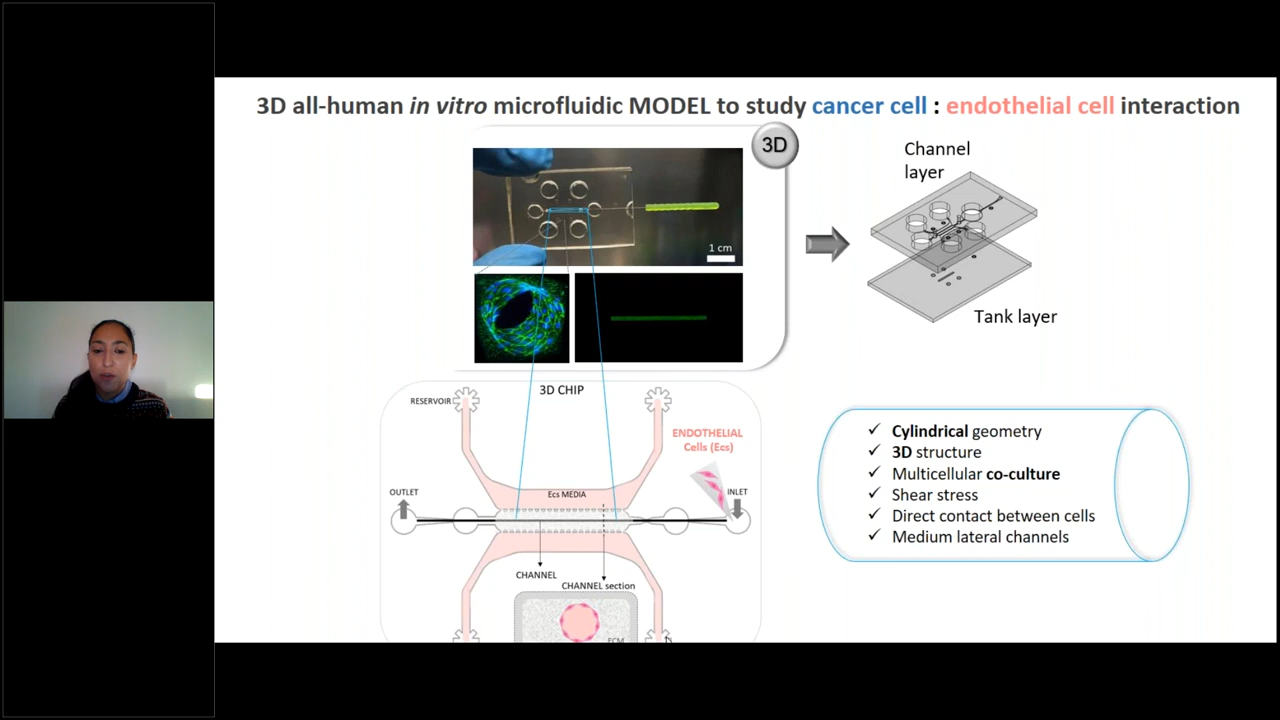 3D all-human in vitro microfluidic MODEL to study cancer cell : endothelial cell interaction
3D
1 cm
Channel
layer
Tank layer
3D CHIP
RESERVOIR
ENDOTHELIAL
Cells (Ecs)
OUTLET
Ecs MEDIA
INLET
CHANNEL
CHANNEL section
ECM
✓ Cylindrical geometry
✓ 3D structure
✓ Multicellular co-culture
✓ Shear stress
✓ Direct contact between cells
✓ Medium lateral channels